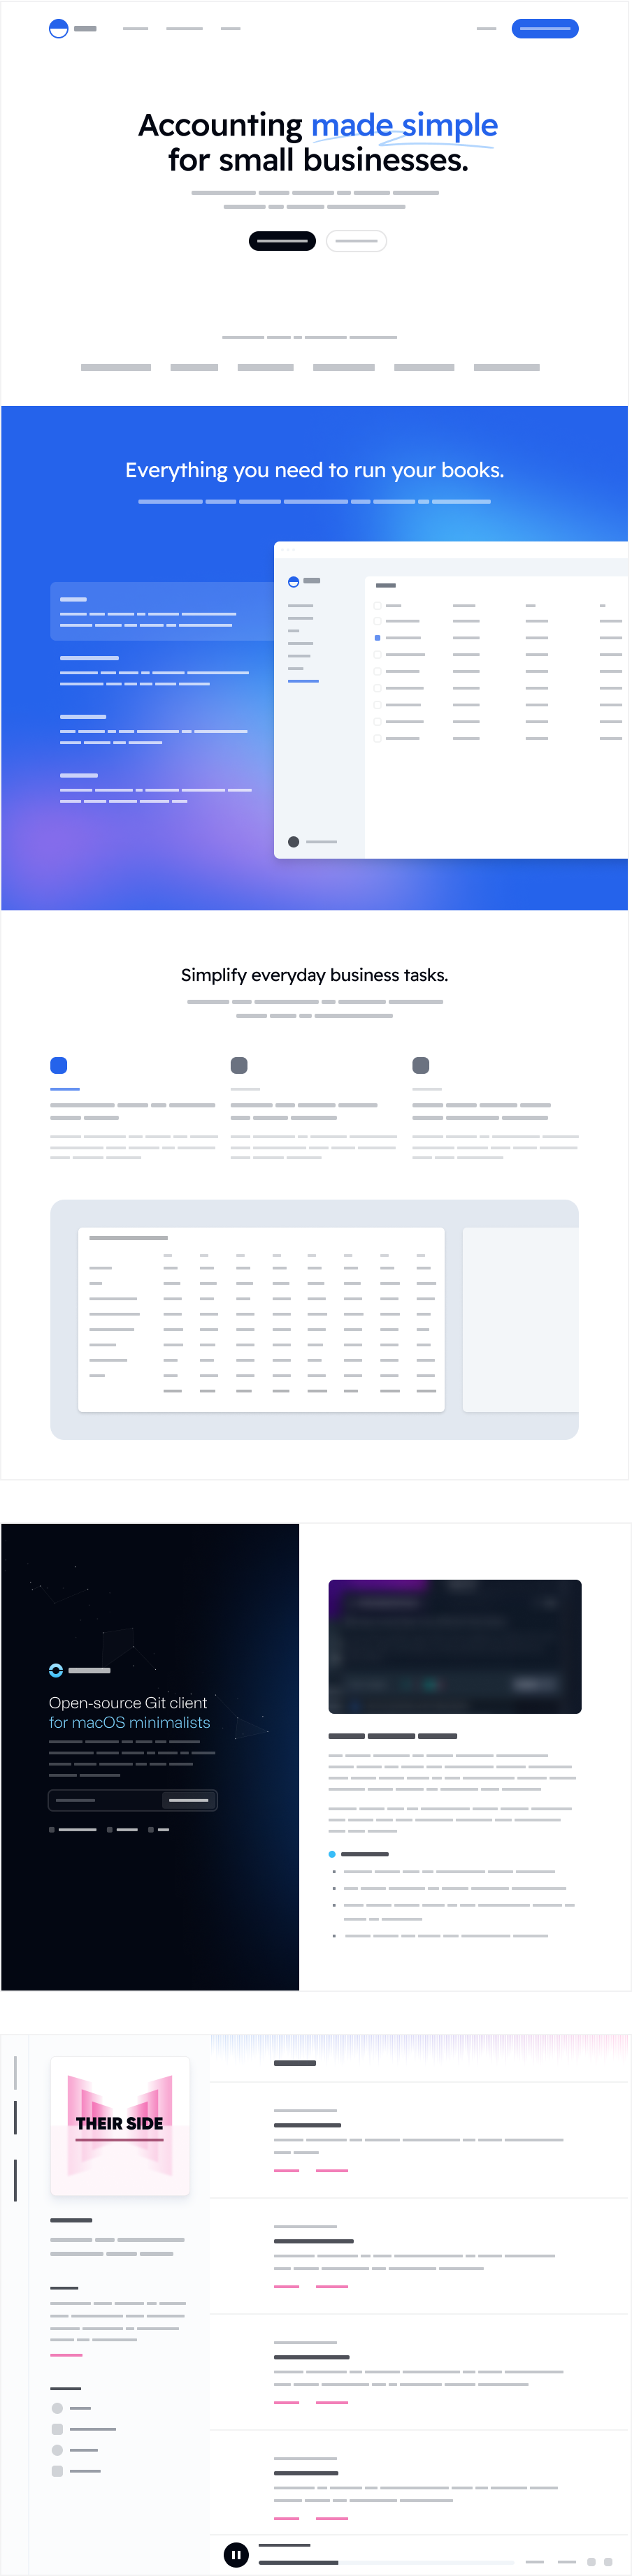 Accounting made simple
for small businesses.
Everything you need to run your books.
Simplify everyday business tasks.
Open-source Git client
for macOS minimalists
THEIR SIDE